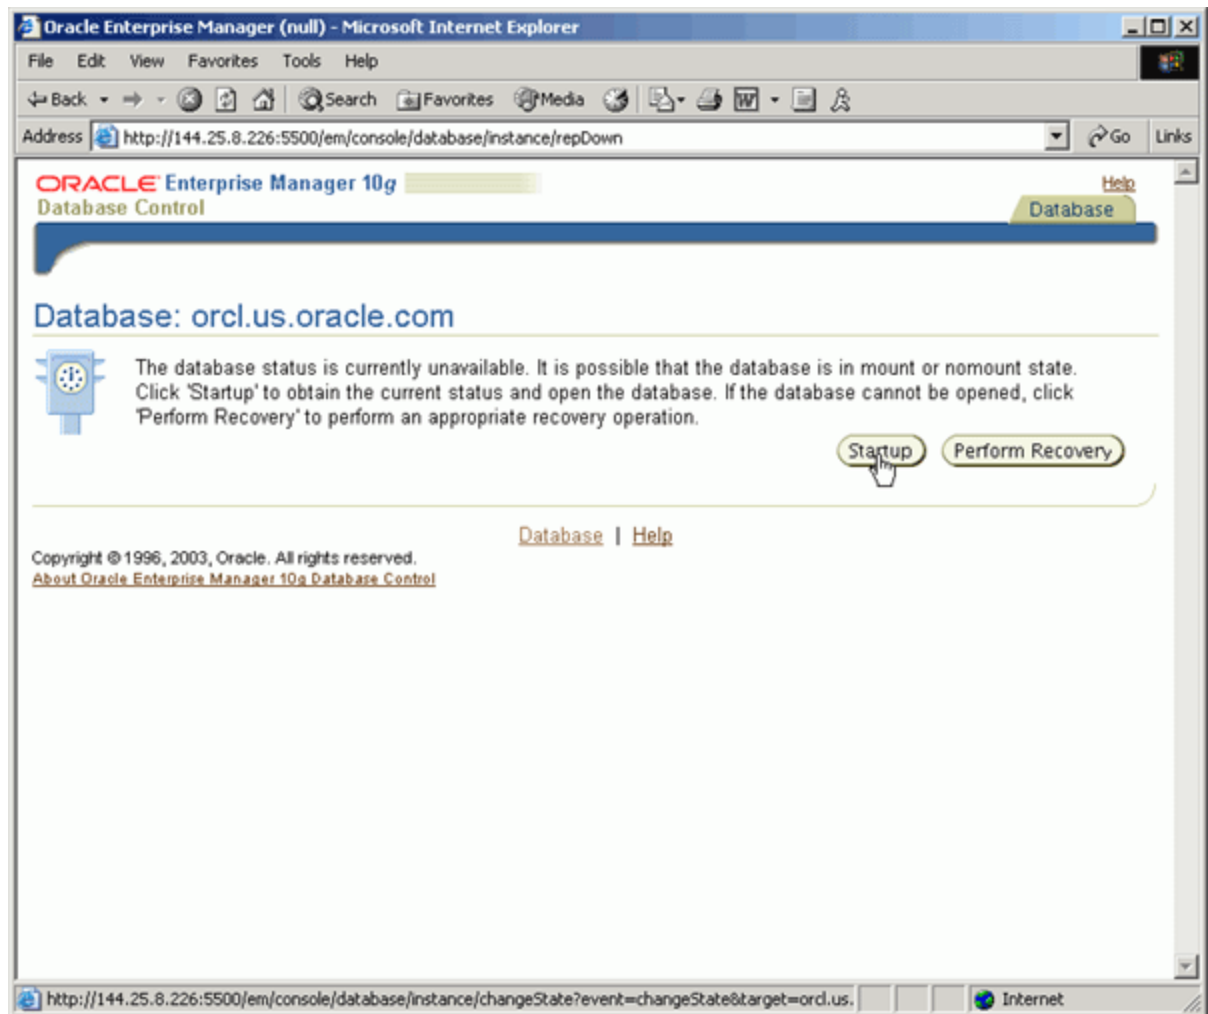 Oracle Enterprise Manager (null) - Microsoft Internet Explorer
File Edit View Favorites Tools Help
Back Search Favorites Media
Address http://144.25.8.226:5500/em/console/database/instance/repDown Go Links
ORACLE Enterprise Manager 10g
Help
Database Control
Database
Database: orcl.us.oracle.com
The database status is currently unavailable. It is possible that the database is in mount or nomount state.
Click 'Startup' to obtain the current status and open the database. If the database cannot be opened, click
'Perform Recovery' to perform an appropriate recovery operation.
Startup Perform Recovery
Database | Help
Copyright © 1996, 2003, Oracle. All rights reserved.
About Oracle Enterprise Manager 10g Database Control
http://144.25.8.226:5500/em/console/database/instance/changeState?event=changeState&target=orcl.us. Internet